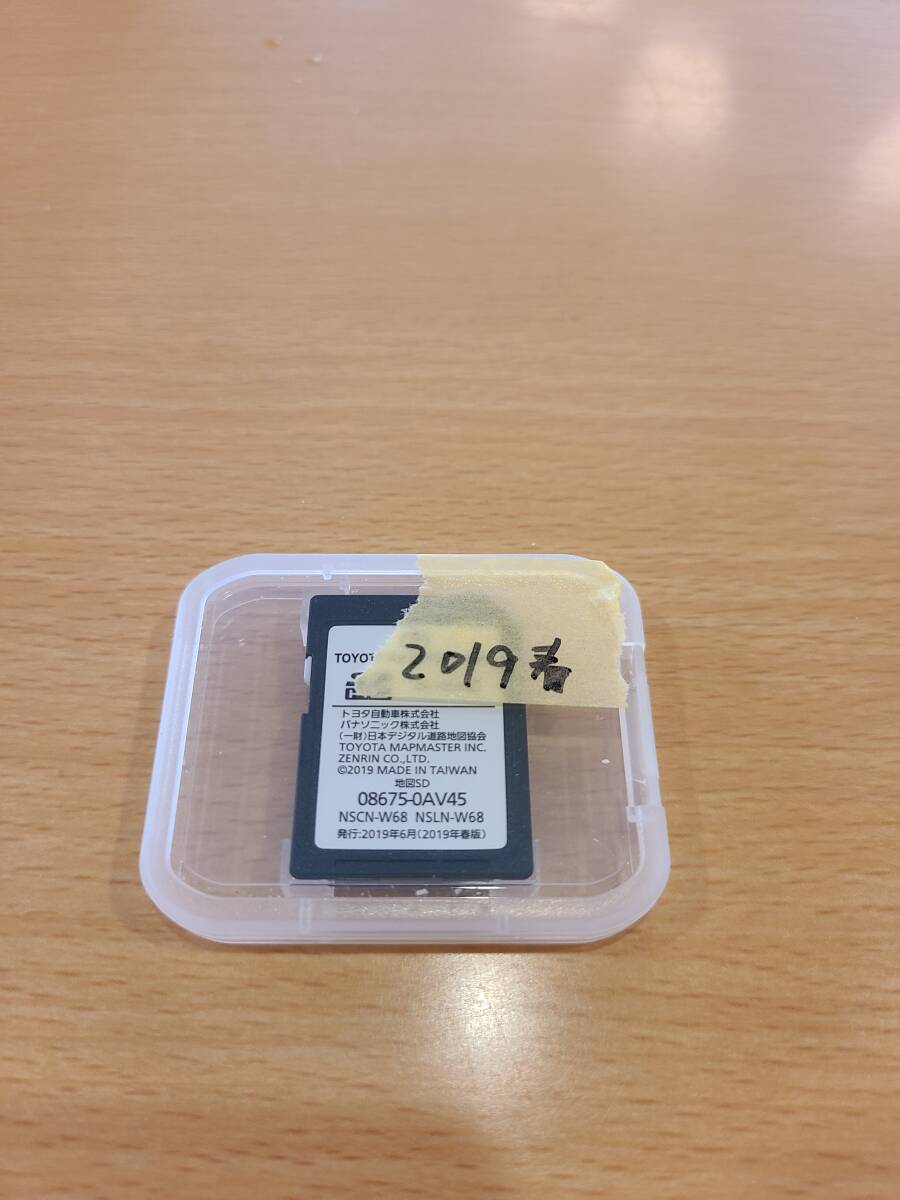 2019春
TOYOT
トヨタ自動車株式会社
パナソニック株式会社
(一財)日本デジタル道路地図協会
TOYOTA MAPMASTER INC.
ZENRIN CO.,LTD.
©2019 MADE IN TAIWAN
地図SD
08675-0AV45
NSCN-W68 NSLN-W68
発行:2019年6月(2019年春版)